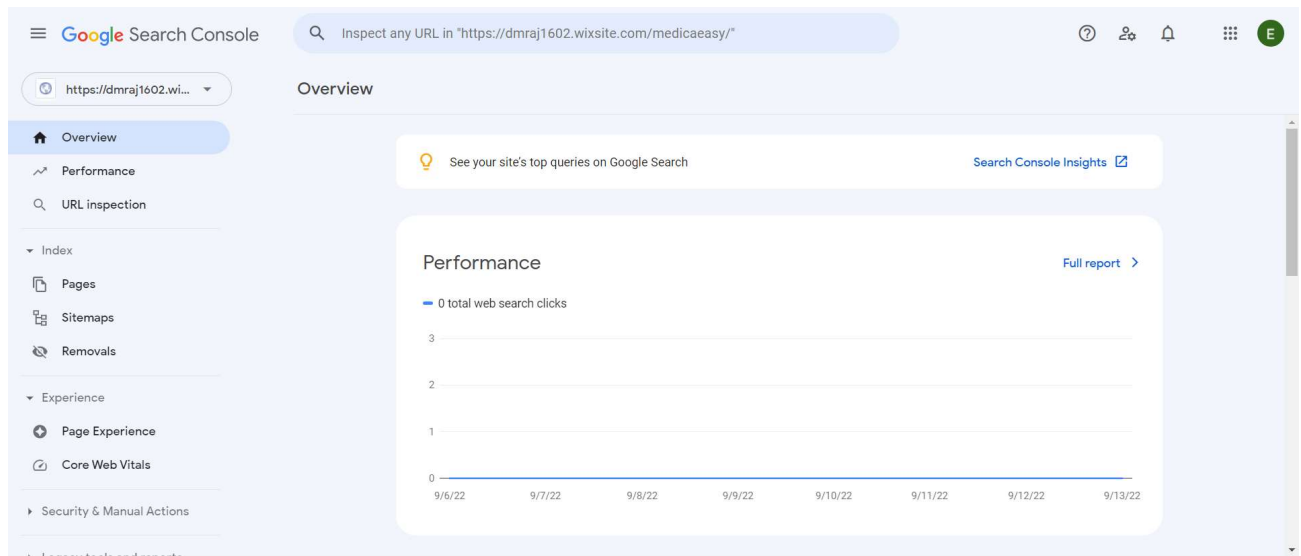 Google Search Console
Inspect any URL in "https://dmraj1602.wixsite.com/medicaeasy/"
E
https://dmraj1602.wi...
Overview
Overview
Performance
URL inspection
Index
Pages
Sitemaps
Removals
Experience
Page Experience
Core Web Vitals
Security & Manual Actions
Legacy tools and reports
See your site's top queries on Google Search
Search Console Insights
Performance
Full report
0 total web search clicks
3
2
1
0
9/6/22 9/7/22 9/8/22 9/9/22 9/10/22 9/11/22 9/12/22 9/13/22